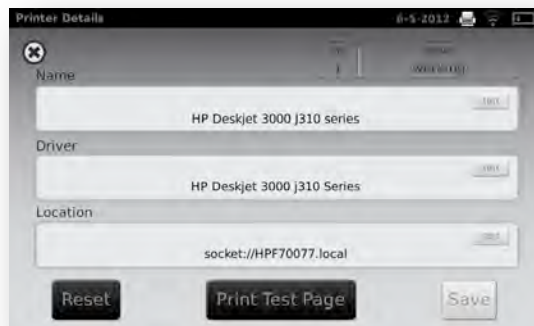 Printer Details 6-5-2012
Name
HP Deskjet 3000 J310 series
Driver
HP Deskjet 3000 j310 Series
Location
socket://HPF70077.local
Reset Print Test Page Save